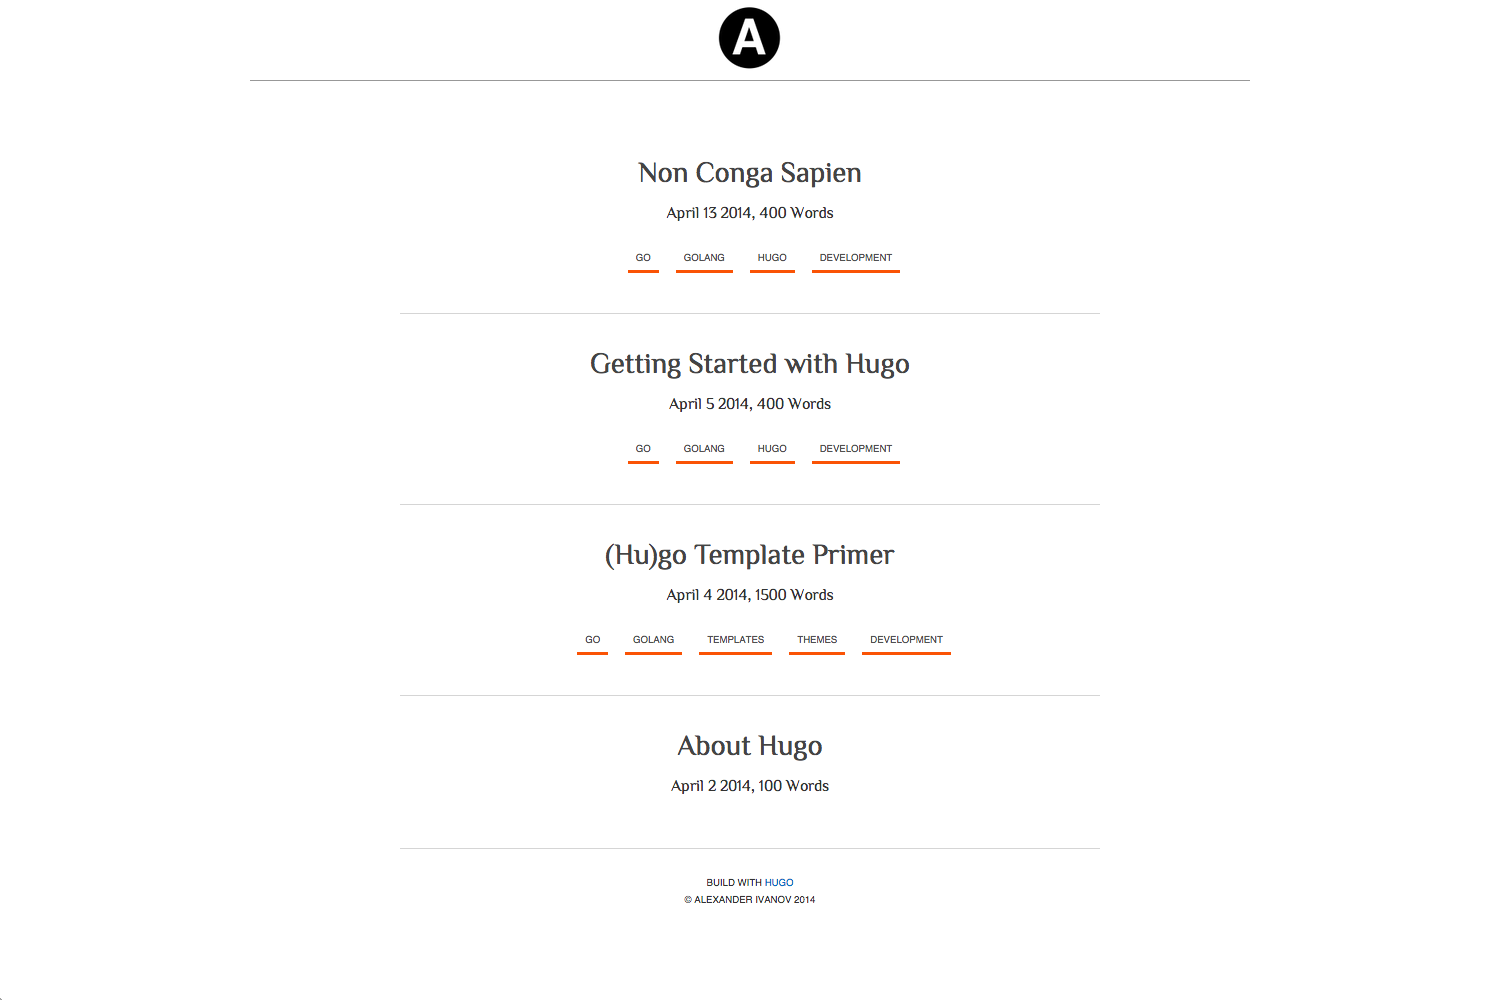 A
Non Conga Sapien
April 13 2014, 400 Words
GO GOLANG HUGO DEVELOPMENT
Getting Started with Hugo
April 5 2014, 400 Words
GO GOLANG HUGO DEVELOPMENT
(Hu)go Template Primer
April 4 2014, 1500 Words
GO GOLANG TEMPLATES THEMES DEVELOPMENT
About Hugo
April 2 2014, 100 Words
BUILD WITH HUGO
© ALEXANDER IVANOV 2014